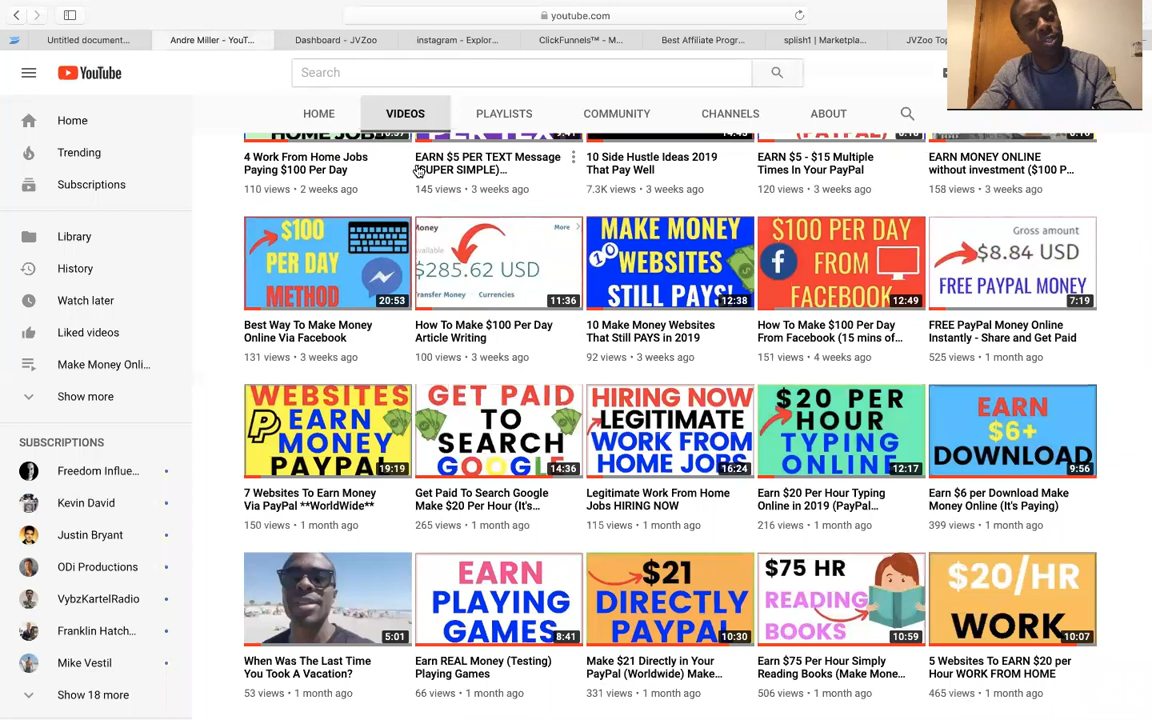 youtube.com
Untitled document...
Andre Miller - YouT...
Dashboard - JVZoo
instagram - Explor...
ClickFunnels™ - M...
Best Affiliate Progr...
splish1 | Marketpla...
JVZoo Top
YouTube
Search
HOME
VIDEOS
PLAYLISTS
COMMUNITY
CHANNELS
ABOUT
Home
Trending
Subscriptions
Library
History
Watch later
Liked videos
Make Money Onli...
Show more
SUBSCRIPTIONS
Freedom Influe...
Kevin David
Justin Bryant
ODi Productions
VybzKartelRadio
Franklin Hatch...
Mike Vestil
Show 18 more
4 Work From Home Jobs
Paying $100 Per Day
110 views • 2 weeks ago
EARN $5 PER TEXT Message
(SUPER SIMPLE)...
145 views • 3 weeks ago
10 Side Hustle Ideas 2019
That Pay Well
7.3K views • 3 weeks ago
EARN $5 - $15 Multiple
Times In Your PayPal
120 views • 3 weeks ago
EARN MONEY ONLINE
without investment ($100 P...
158 views • 3 weeks ago
$100
PER DAY
METHOD
20:53
Best Way To Make Money
Online Via Facebook
131 views • 3 weeks ago
Money
More
$285.62 USD
Transfer Money
Currencies
11:36
How To Make $100 Per Day
Article Writing
100 views • 3 weeks ago
MAKE MONEY
10 WEBSITES
STILL PAYS!
12:38
10 Make Money Websites
That Still PAYS in 2019
92 views • 3 weeks ago
$100 PER DAY
FROM
FACEBOOK
12:49
How To Make $100 Per Day
From Facebook (15 mins of...
151 views • 4 weeks ago
Gross amount
$8.84 USD
FREE PAYPAL MONEY
7:19
FREE PayPal Money Online
Instantly - Share and Get Paid
525 views • 1 month ago
WEBSITES
EARN
MONEY
PAYPAL
19:19
7 Websites To Earn Money
Via PayPal **WorldWide**
150 views • 1 month ago
GET PAID
TO
SEARCH
GOOGLE
14:36
Get Paid To Search Google
Make $20 Per Hour (It's...
265 views • 1 month ago
HIRING NOW
LEGITIMATE
WORK FROM
HOME JOBS
16:24
Legitimate Work From Home
Jobs HIRING NOW
115 views • 1 month ago
$20 PER
HOUR
TYPING
ONLINE
12:17
Earn $20 Per Hour Typing
Online in 2019 (PayPal...
216 views • 1 month ago
EARN
$6+
DOWNLOAD
9:56
Earn $6 per Download Make
Money Online (It's Paying)
399 views • 1 month ago
5:01
When Was The Last Time
You Took A Vacation?
53 views • 1 month ago
EARN
PLAYING
GAMES
8:41
Earn REAL Money (Testing)
Playing Games
66 views • 1 month ago
$21
DIRECTLY
PAYPAL
10:30
Make $21 Directly in Your
PayPal (Worldwide) Make...
331 views • 1 month ago
$75 HR
READING
BOOKS
10:59
Earn $75 Per Hour Simply
Reading Books (Make Mone...
506 views • 1 month ago
$20/HR
WORK
10:07
5 Websites To EARN $20 per
Hour WORK FROM HOME
465 views • 1 month ago